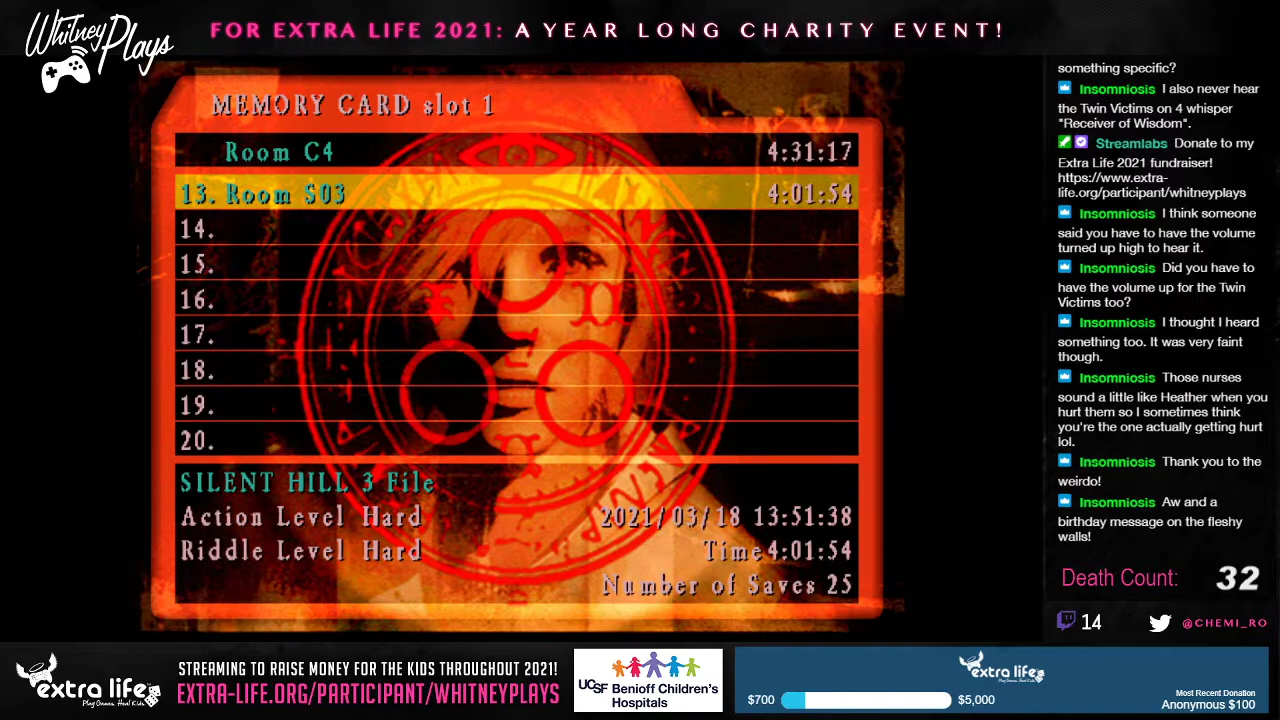 WhitneyPlays
FOR EXTRA LIFE 2021: A YEAR LONG CHARITY EVENT!
MEMORY CARD slot 1
Room C4 4:31:17
13. Room S03 4:01:54
14.
15.
16.
17.
18.
19.
20.
SILENT HILL 3 File
Action Level Hard 2021/03/18 13:51:38
Riddle Level Hard Time 4:01:54
Number of Saves 25
something specific?
Insomniosis I also never hear
the Twin Victims on 4 whisper
"Receiver of Wisdom".
Streamlabs Donate to my
Extra Life 2021 fundraiser!
https://www.extra-
life.org/participant/whitneyplays
Insomniosis I think someone
said you have to have the volume
turned up high to hear it.
Insomniosis Did you have to
have the volume up for the Twin
Victims too?
Insomniosis I thought I heard
something too. It was very faint
though.
Insomniosis Those nurses
sound a little like Heather when you
hurt them so I sometimes think
you're the one actually getting hurt
lol.
Insomniosis Thank you to the
weirdo!
Insomniosis Aw and a
birthday message on the fleshy
walls!
Death Count: 32
14 @CHEMI_RO
extra life
Play Games. Heal Kids.
STREAMING TO RAISE MONEY FOR THE KIDS THROUGHOUT 2021!
EXTRA-LIFE.ORG/PARTICIPANT/WHITNEYPLAYS
UCSF Benioff Children's
Hospitals
extra life
Play Games. Heal Kids.
$700 $5,000
Most Recent Donation
Anonymous $100